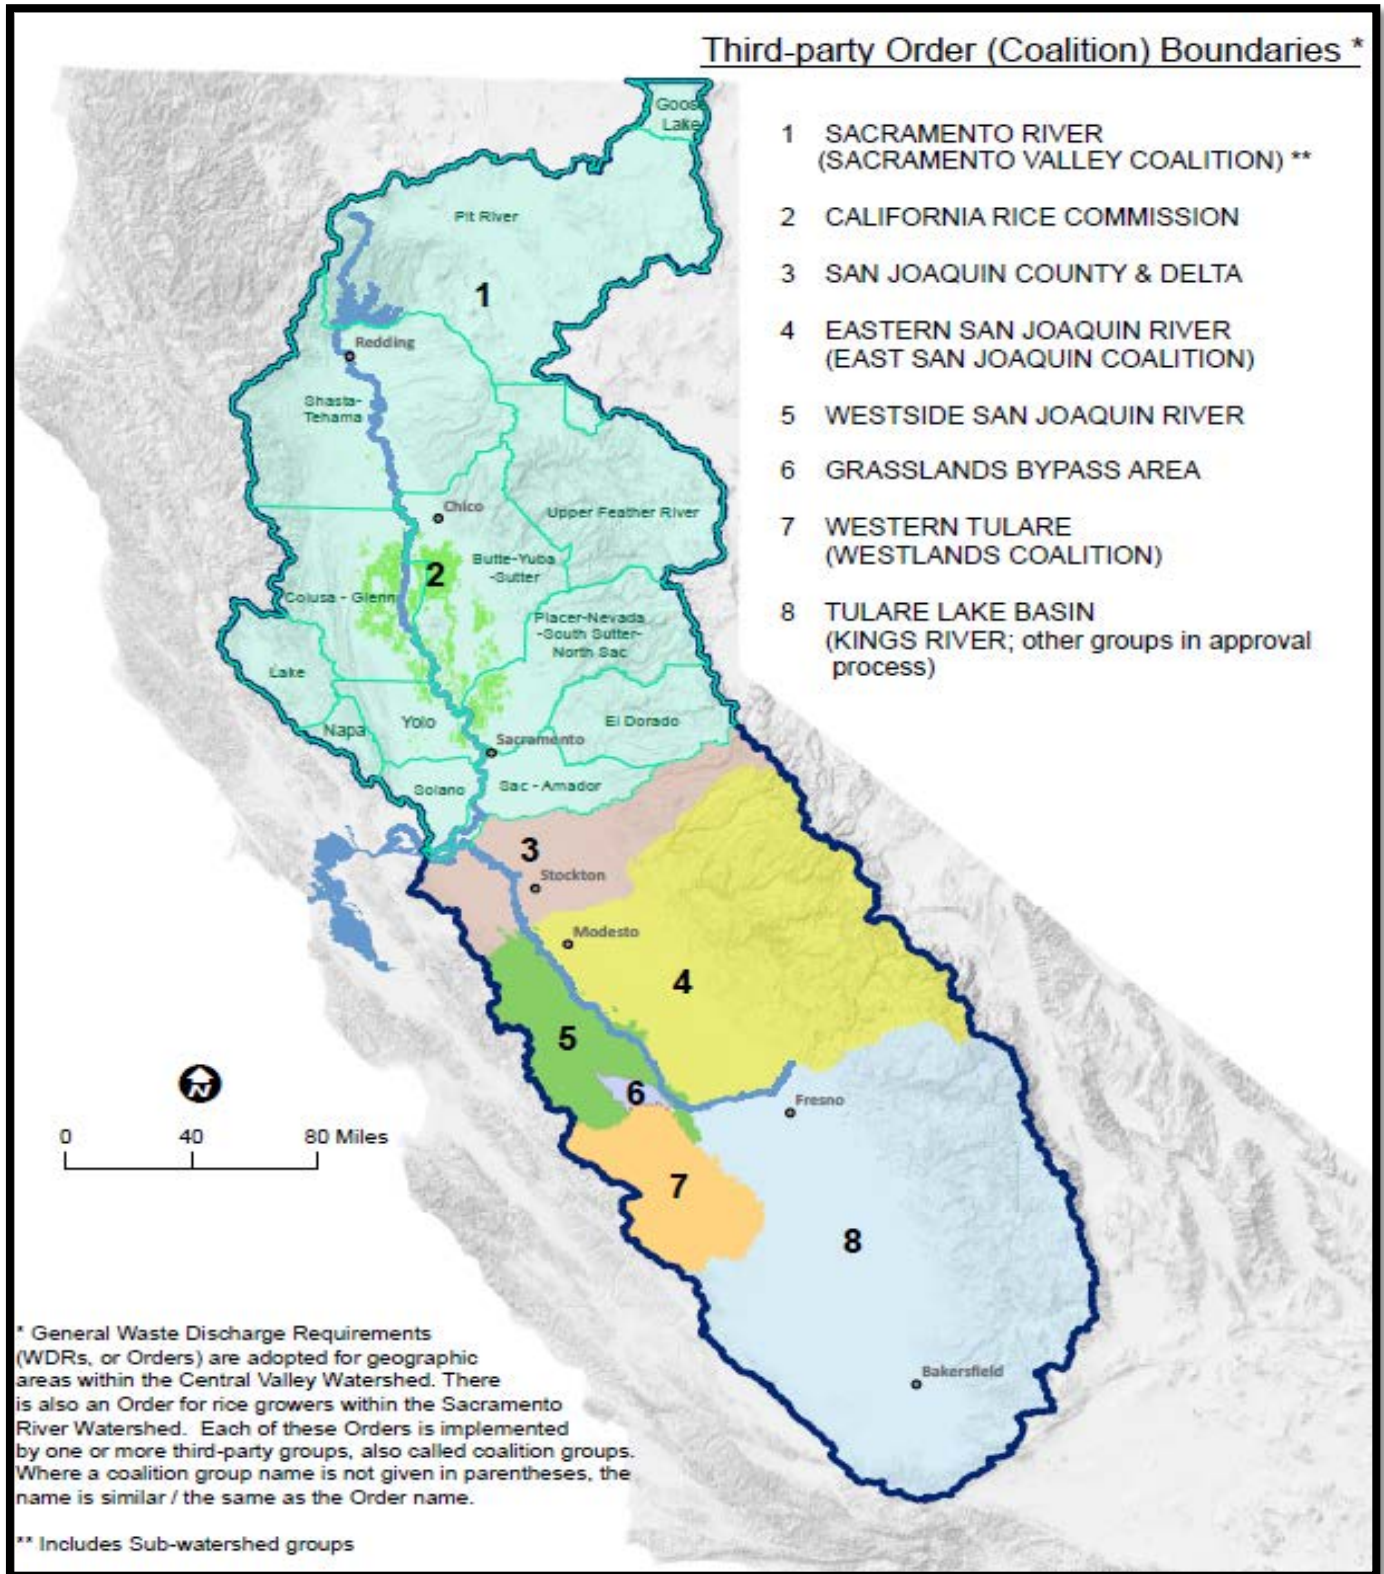 Third-party Order (Coalition) Boundaries *
1 SACRAMENTO RIVER
(SACRAMENTO VALLEY COALITION) **
2 CALIFORNIA RICE COMMISSION
3 SAN JOAQUIN COUNTY & DELTA
4 EASTERN SAN JOAQUIN RIVER
(EAST SAN JOAQUIN COALITION)
5 WESTSIDE SAN JOAQUIN RIVER
6 GRASSLANDS BYPASS AREA
7 WESTERN TULARE
(WESTLANDS COALITION)
8 TULARE LAKE BASIN
(KINGS RIVER; other groups in approval
process)
Goose
Lake
Pit River
1
Redding
Shasta-
Tehama
Chico
Upper Feather River
2
Butte-Yuba
-Sutter
Colusa - Glenn
Placer-Nevada
-South Sutter-
North Sac
Lake
Napa
Yolo
El Dorado
Sacramento
Solano
Sac - Amador
3
Stockton
Modesto
4
5
6
Fresno
7
8
Bakersfield
N
0 40 80 Miles
* General Waste Discharge Requirements
(WDRs, or Orders) are adopted for geographic
areas within the Central Valley Watershed. There
is also an Order for rice growers within the Sacramento
River Watershed. Each of these Orders is implemented
by one or more third-party groups, also called coalition groups.
Where a coalition group name is not given in parentheses, the
name is similar / the same as the Order name.
** Includes Sub-watershed groups